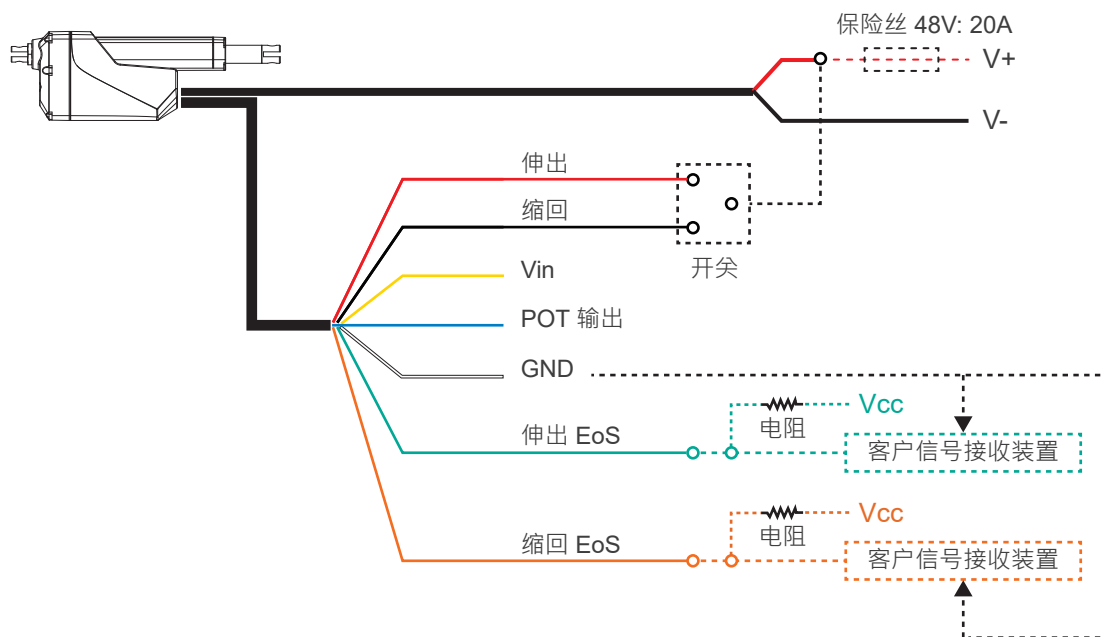 保险丝 48V: 20A
V+
V-
伸出
缩回
开关
Vin
POT 输出
GND
Vcc
电阻
伸出 EoS
客户信号接收装置
Vcc
电阻
缩回 EoS
客户信号接收装置